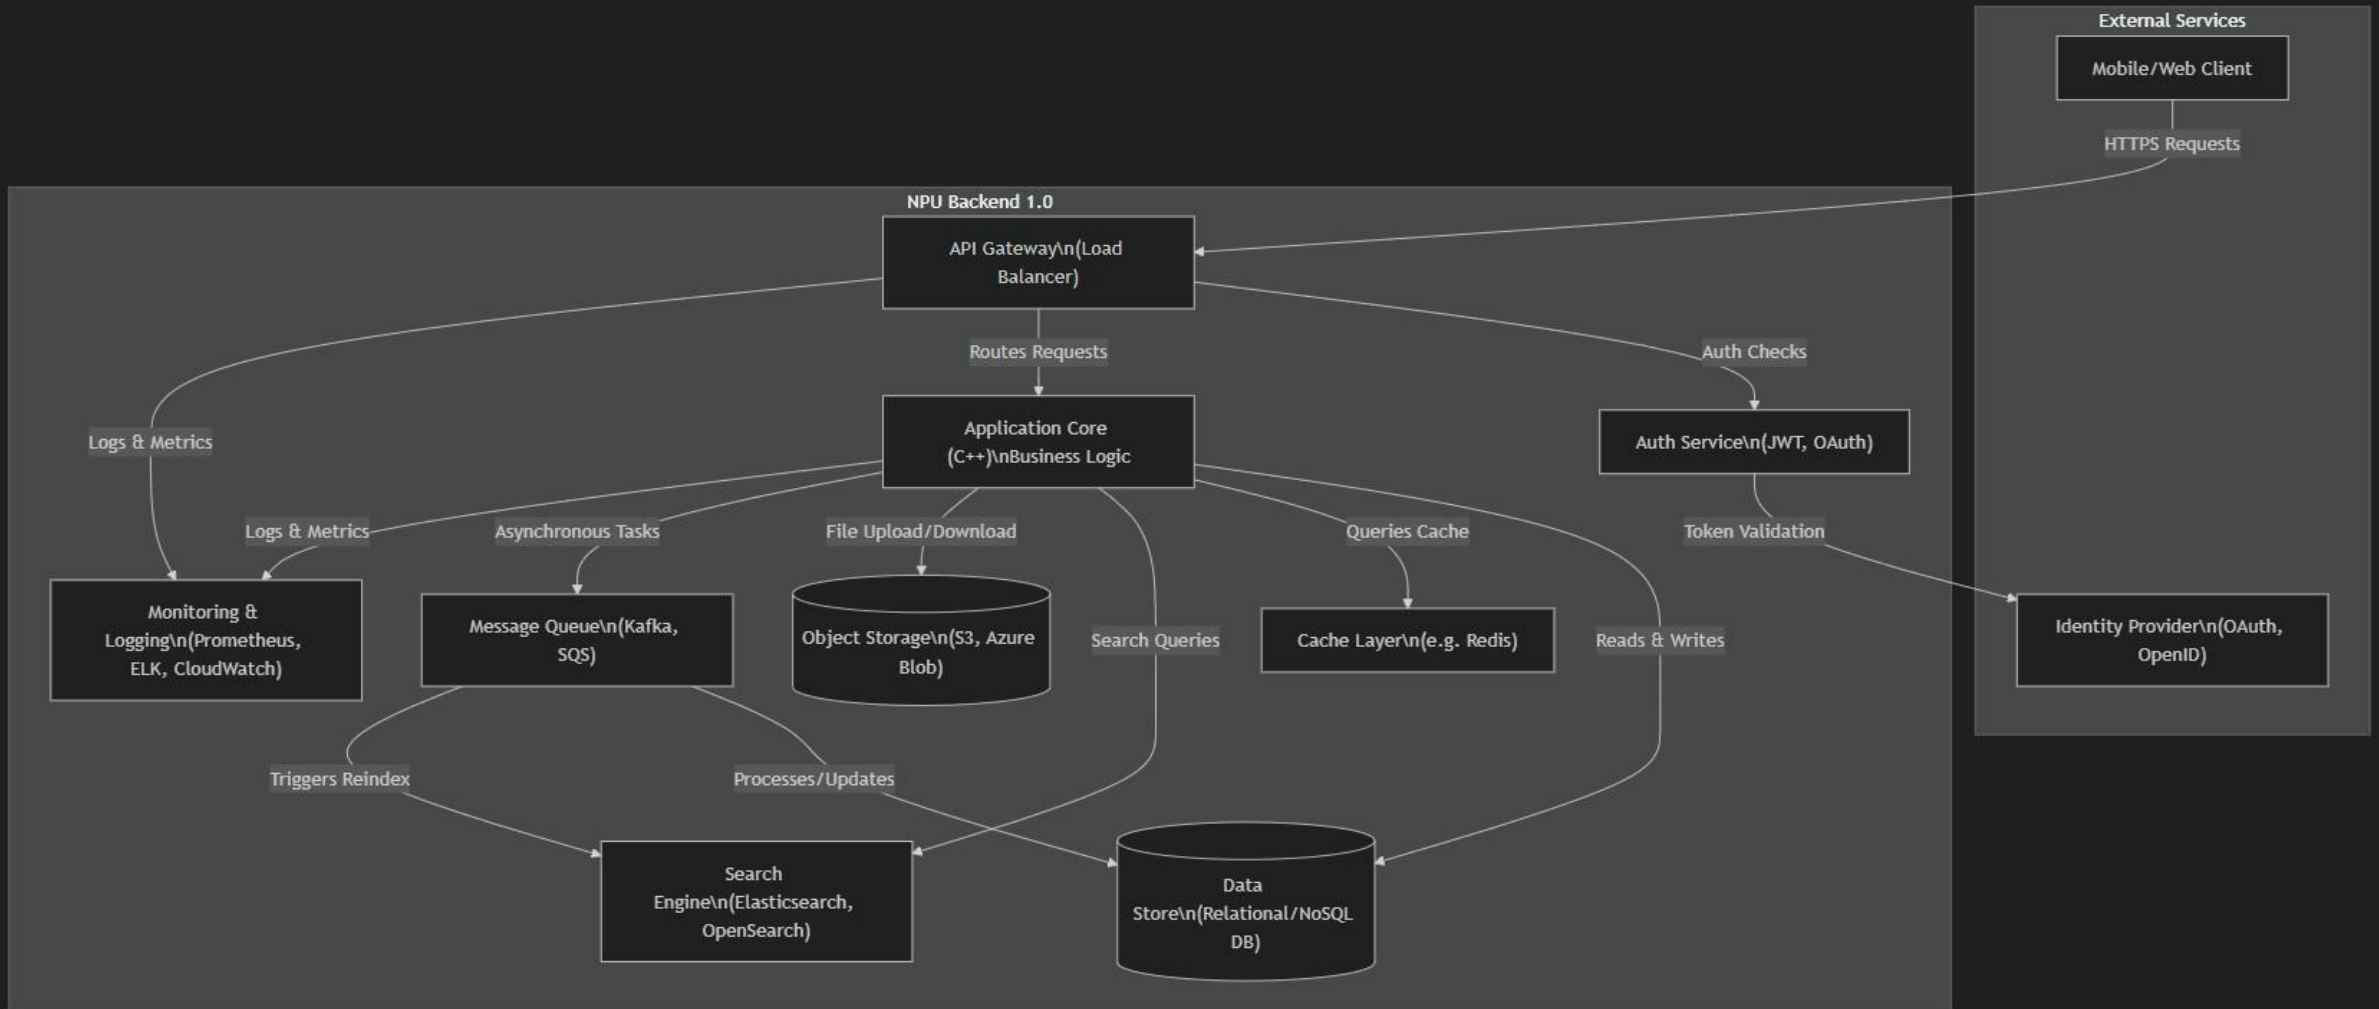 External Services
Mobile/Web Client
HTTPS Requests
NPU Backend 1.0
API Gateway\n(Load
Balancer)
Routes Requests
Auth Checks
Application Core
(C++)\nBusiness Logic
Auth Service\n(JWT, OAuth)
Logs & Metrics
Logs & Metrics
Asynchronous Tasks
File Upload/Download
Queries Cache
Token Validation
Monitoring &
Logging\n(Prometheus,
ELK, CloudWatch)
Message Queue\n(Kafka,
SQS)
Object Storage\n(S3, Azure
Blob)
Search Queries
Cache Layer\n(e.g. Redis)
Reads & Writes
Identity Provider\n(OAuth,
OpenID)
Triggers Reindex
Processes/Updates
Search
Engine\n(Elasticsearch,
OpenSearch)
Data
Store\n(Relational/NoSQL
DB)